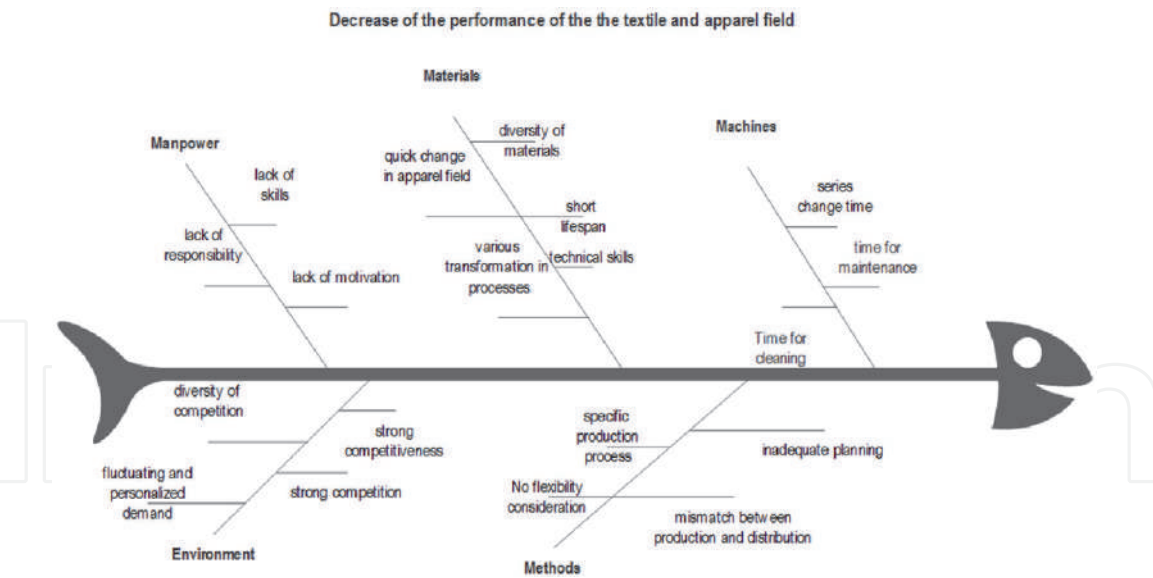 Decrease of the performance of the the textile and apparel field
Materials
Manpower
Machines
diversity of
materials
quick change
in apparel field
lack of
skills
series
change time
short
lifespan
lack of
responsibility
various
transformation in
processes
technical skills
time for
maintenance
lack of motivation
Time for
cleaning
diversity of
competition
specific
production
process
strong
competitiveness
inadequate planning
fluctuating and
personalized
demand
strong competition
No flexibility
consideration
mismatch between
production and distribution
Environment
Methods